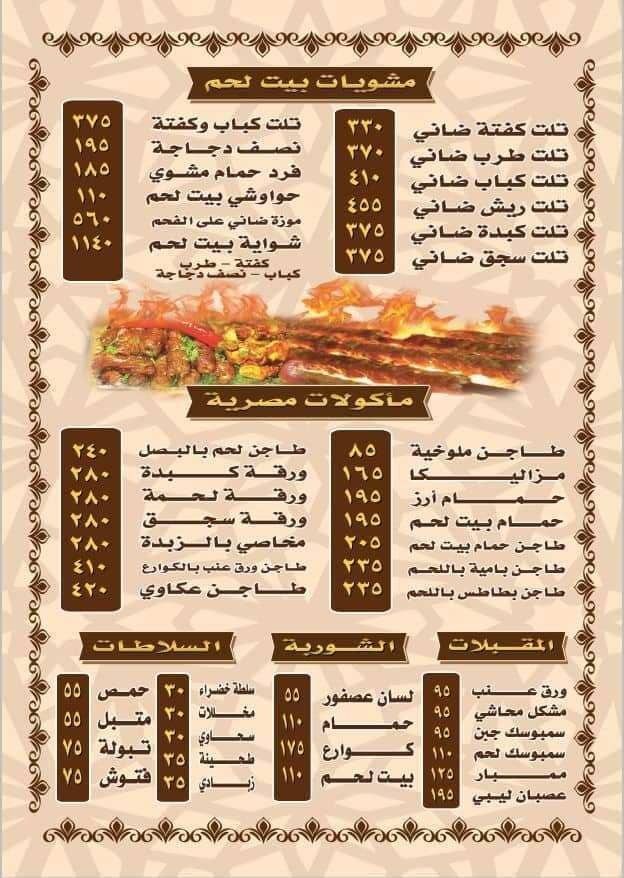 مشويات بيت لحم
تلت كفتة ضاني ٣٣٠
تلت طرب ضاني ٣٧٠
تلت كباب ضاني ٤١٠
تلت ريش ضاني ٤٥٥
تلت كبدة ضاني ٣٧٥
تلت سجق ضاني ٣٧٥
تلت كباب وكفتة ٣٧٥
نصف دجاجة ١٩٥
فرد حمام مشوي ١٨٥
حواوشي بيت لحم ١١٠
موزة ضاني على الفحم ٥٦٠
شواية بيت لحم ١١٤٠
كفتة - طرب
كباب - نصف دجاجة
مأكولات مصرية
طاجن ملوخية ٨٥
مزاليكا ١٦٥
حمام أرز ١٩٥
حمام بيت لحم ١٩٥
طاجن حمام بيت لحم ٢٠٥
طاجن بامية باللحم ٢٣٥
طاجن بطاطس باللحم ٢٣٥
طاجن لحم بالبصل ٢٤٠
ورقة كبدة ٢٨٠
ورقة لحمة ٢٨٠
ورقة سجق ٢٨٠
مخاصي بالزبدة ٢٨٠
طاجن ورق عنب بالكوارع ٤١٠
طاجن عكاوي ٤٢٠
المقبلات
ورق عنب ٩٥
مشكل محاشي ٩٥
سمبوسك جبن ٩٥
سمبوسك لحم ١١٠
ممبار ١٢٥
عصبان ليبي ١٩٥
الشوربة
لسان عصفور ٥٥
حمام ١١٠
كوارع ١٧٥
بيت لحم ١١٠
السلاطات
سلطة خضراء ٣٠
مخللات ٣٠
سحاوي ٣٠
طحينة ٣٥
زبادي ٣٥
حمص ٥٥
متبل ٥٥
تبولة ٧٥
فتوش ٧٥